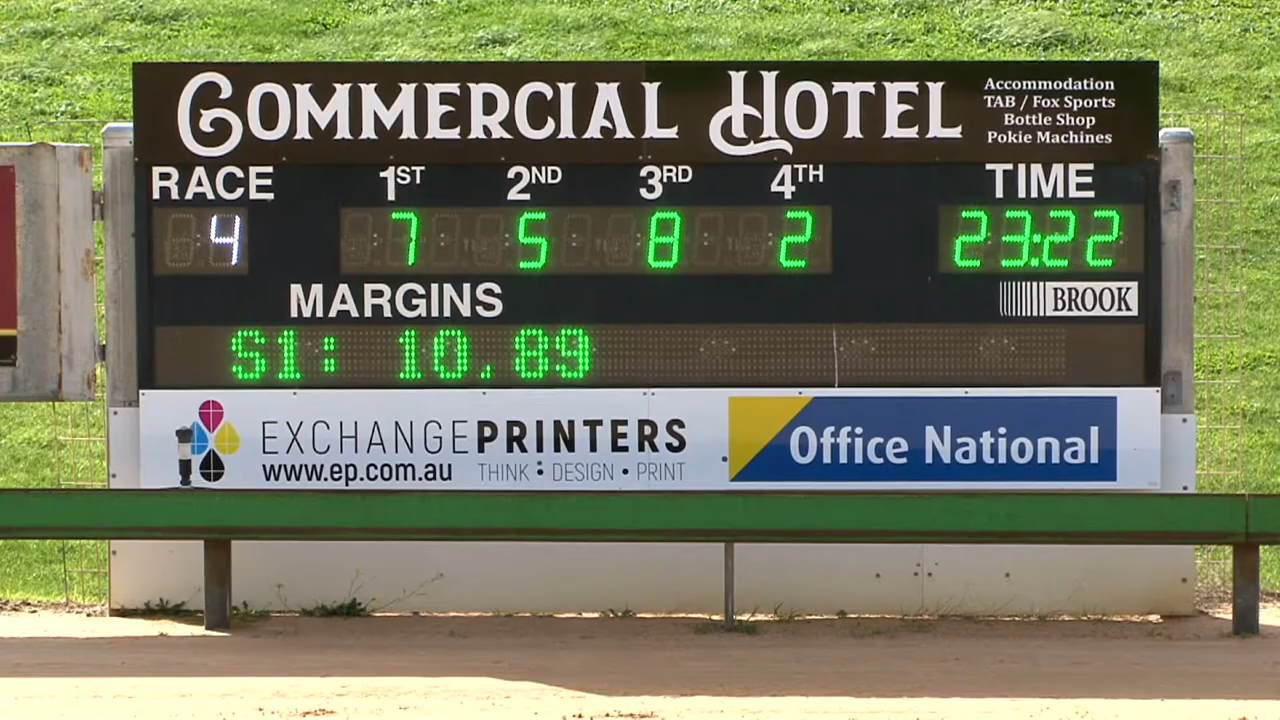 COMMERCIAL HOTEL
Accommodation
TAB / Fox Sports
Bottle Shop
Pokie Machines
RACE 1ST 2ND 3RD 4TH TIME
4 7 5 8 2 23:22
MARGINS
BROOK
S1: 10.89
EXCHANGEPRINTERS
www.ep.com.au THINK : DESIGN • PRINT
Office National